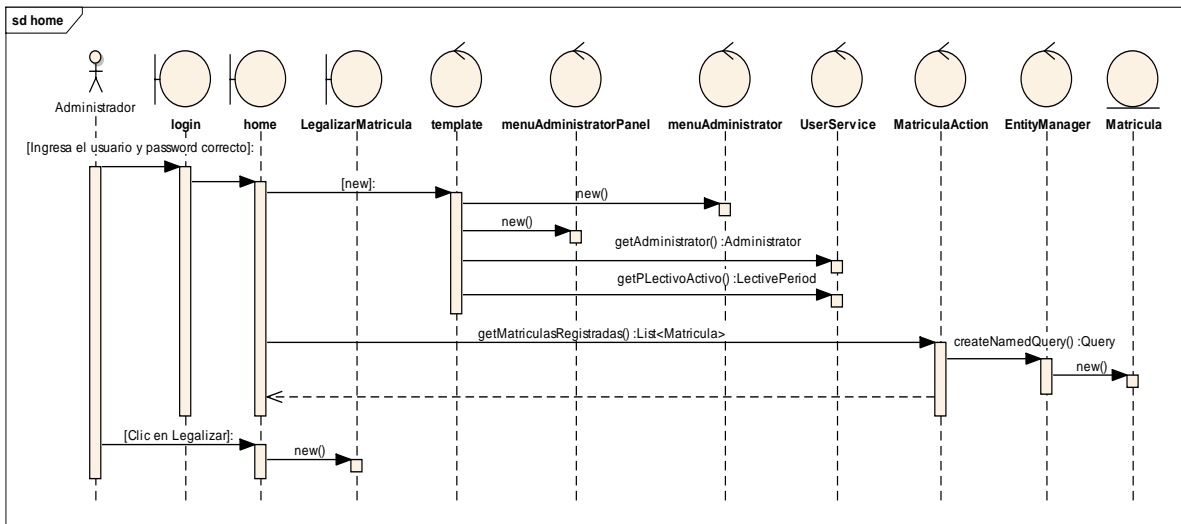 sd home
Administrador
login
home
LegalizarMatricula
template
menuAdministratorPanel
menuAdministrator
UserService
MatriculaAction
EntityManager
Matricula
[Ingresa el usuario y password correcto]:
[new]:
new()
new()
getAdministrator() :Administrator
getPLectivoActivo() :LectivePeriod
getMatriculasRegistradas() :List<Matricula>
createNamedQuery() :Query
new()
[Clic en Legalizar]:
new()